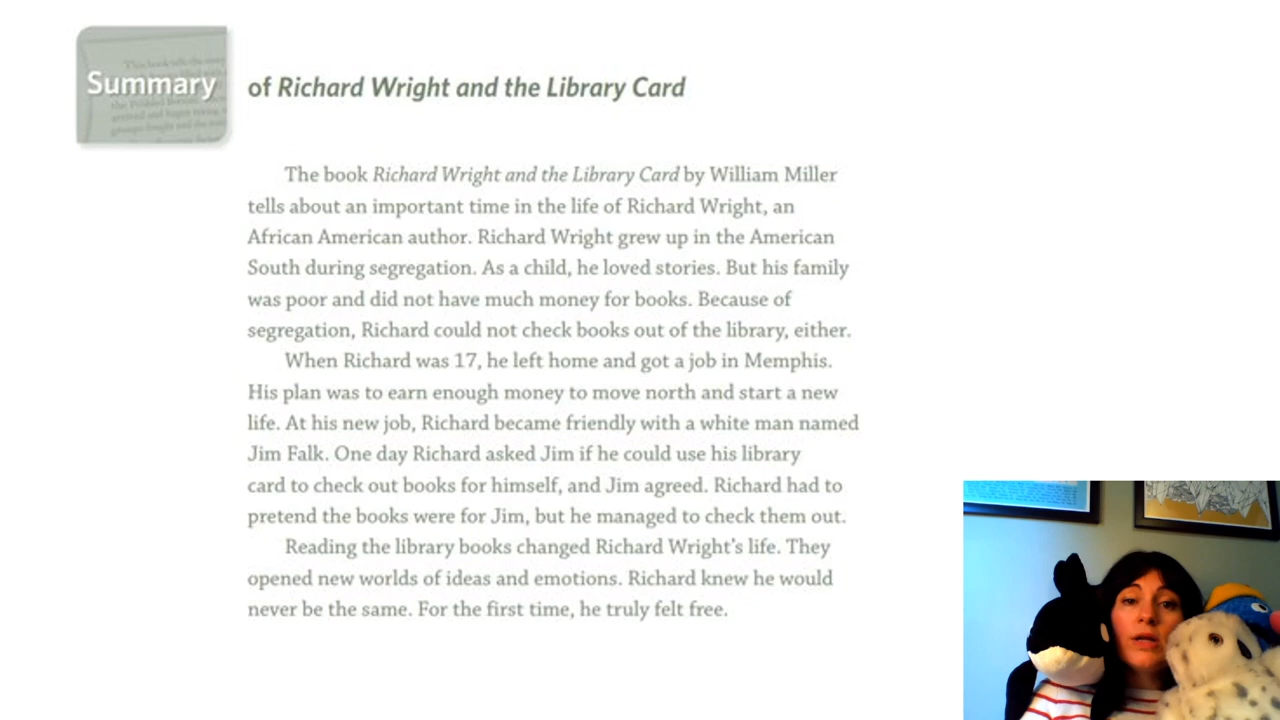 Summary
of Richard Wright and the Library Card
The book Richard Wright and the Library Card by William Miller
tells about an important time in the life of Richard Wright, an
African American author. Richard Wright grew up in the American
South during segregation. As a child, he loved stories. But his family
was poor and did not have much money for books. Because of
segregation, Richard could not check books out of the library, either.
When Richard was 17, he left home and got a job in Memphis.
His plan was to earn enough money to move north and start a new
life. At his new job, Richard became friendly with a white man named
Jim Falk. One day Richard asked Jim if he could use his library
card to check out books for himself, and Jim agreed. Richard had to
pretend the books were for Jim, but he managed to check them out.
Reading the library books changed Richard Wright's life. They
opened new worlds of ideas and emotions. Richard knew he would
never be the same. For the first time, he truly felt free.